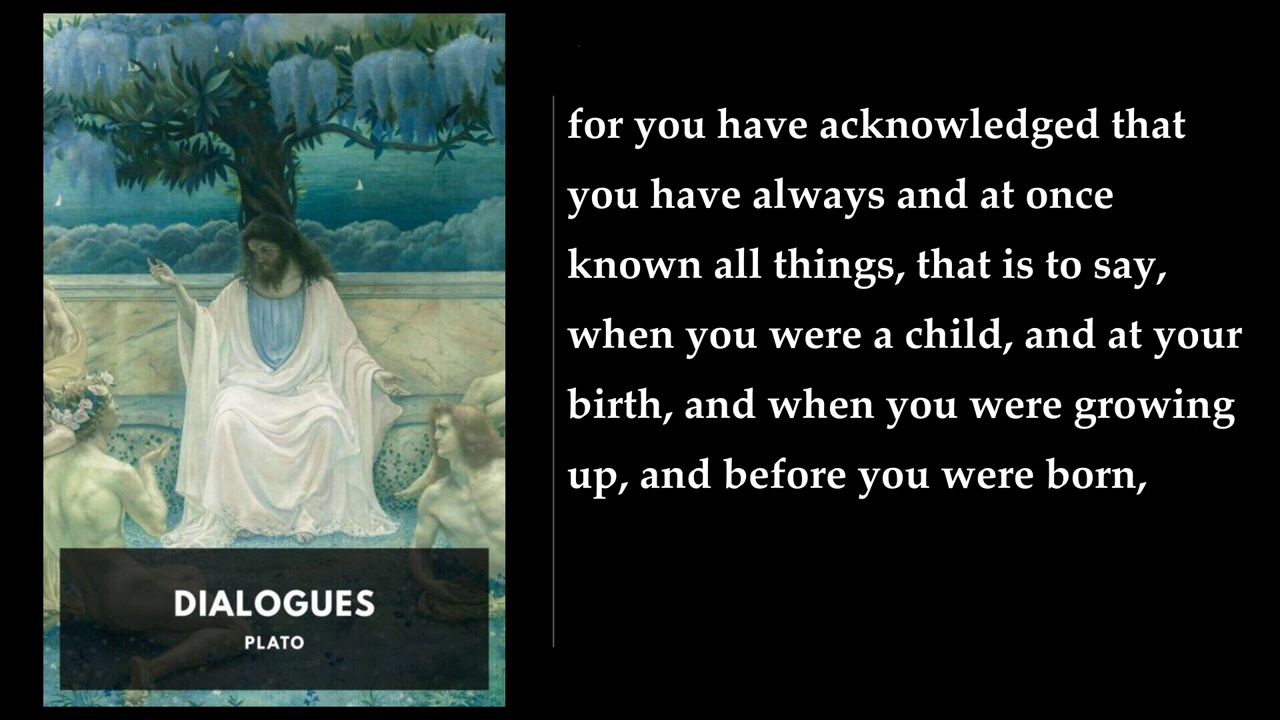 for you have acknowledged that
you have always and at once
known all things, that is to say,
when you were a child, and at your
birth, and when you were growing
up, and before you were born,
DIALOGUES
PLATO